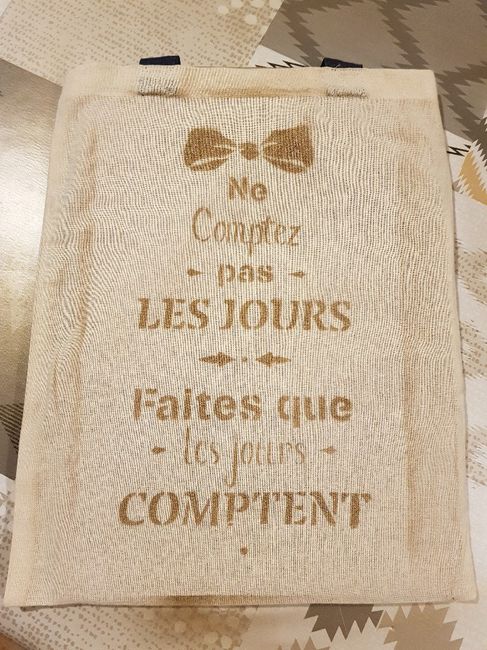 Ne
Comptez
pas
LES JOURS
Faites que
les jours
COMPTENT